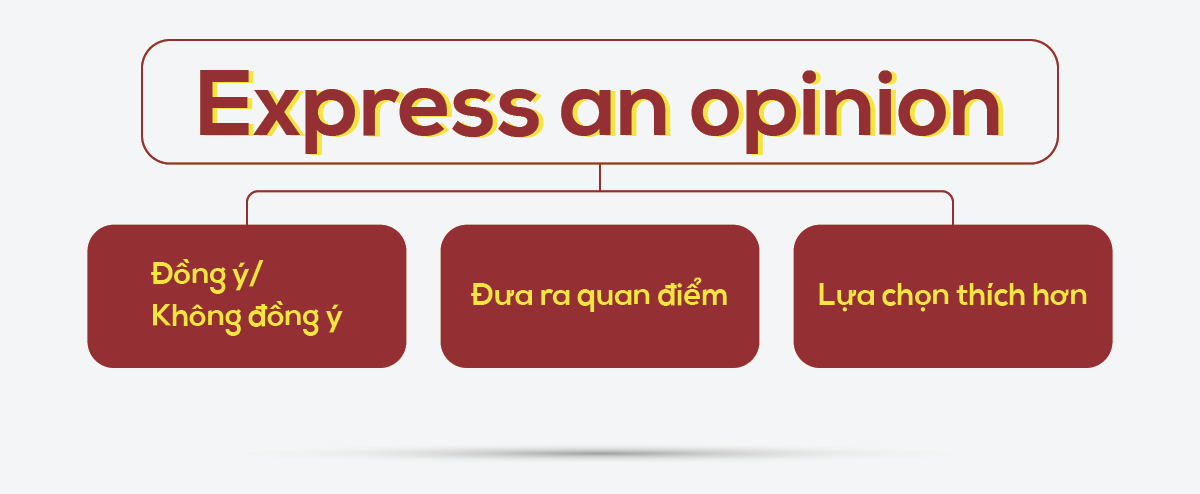 Express an opinion
Đồng ý/
Không đồng ý
Đưa ra quan điểm
Lựa chọn thích hơn